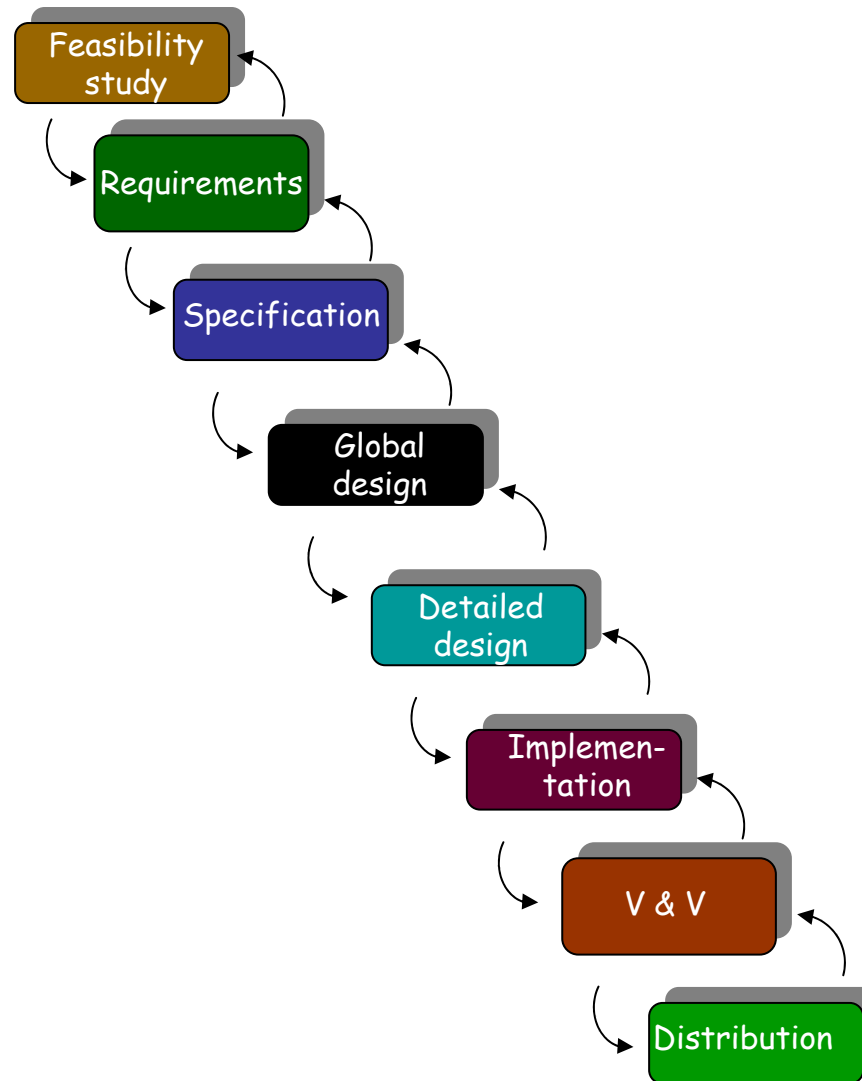 Feasibility
study
Requirements
Specification
Global
design
Detailed
design
Implemen-
tation
V & V
Distribution